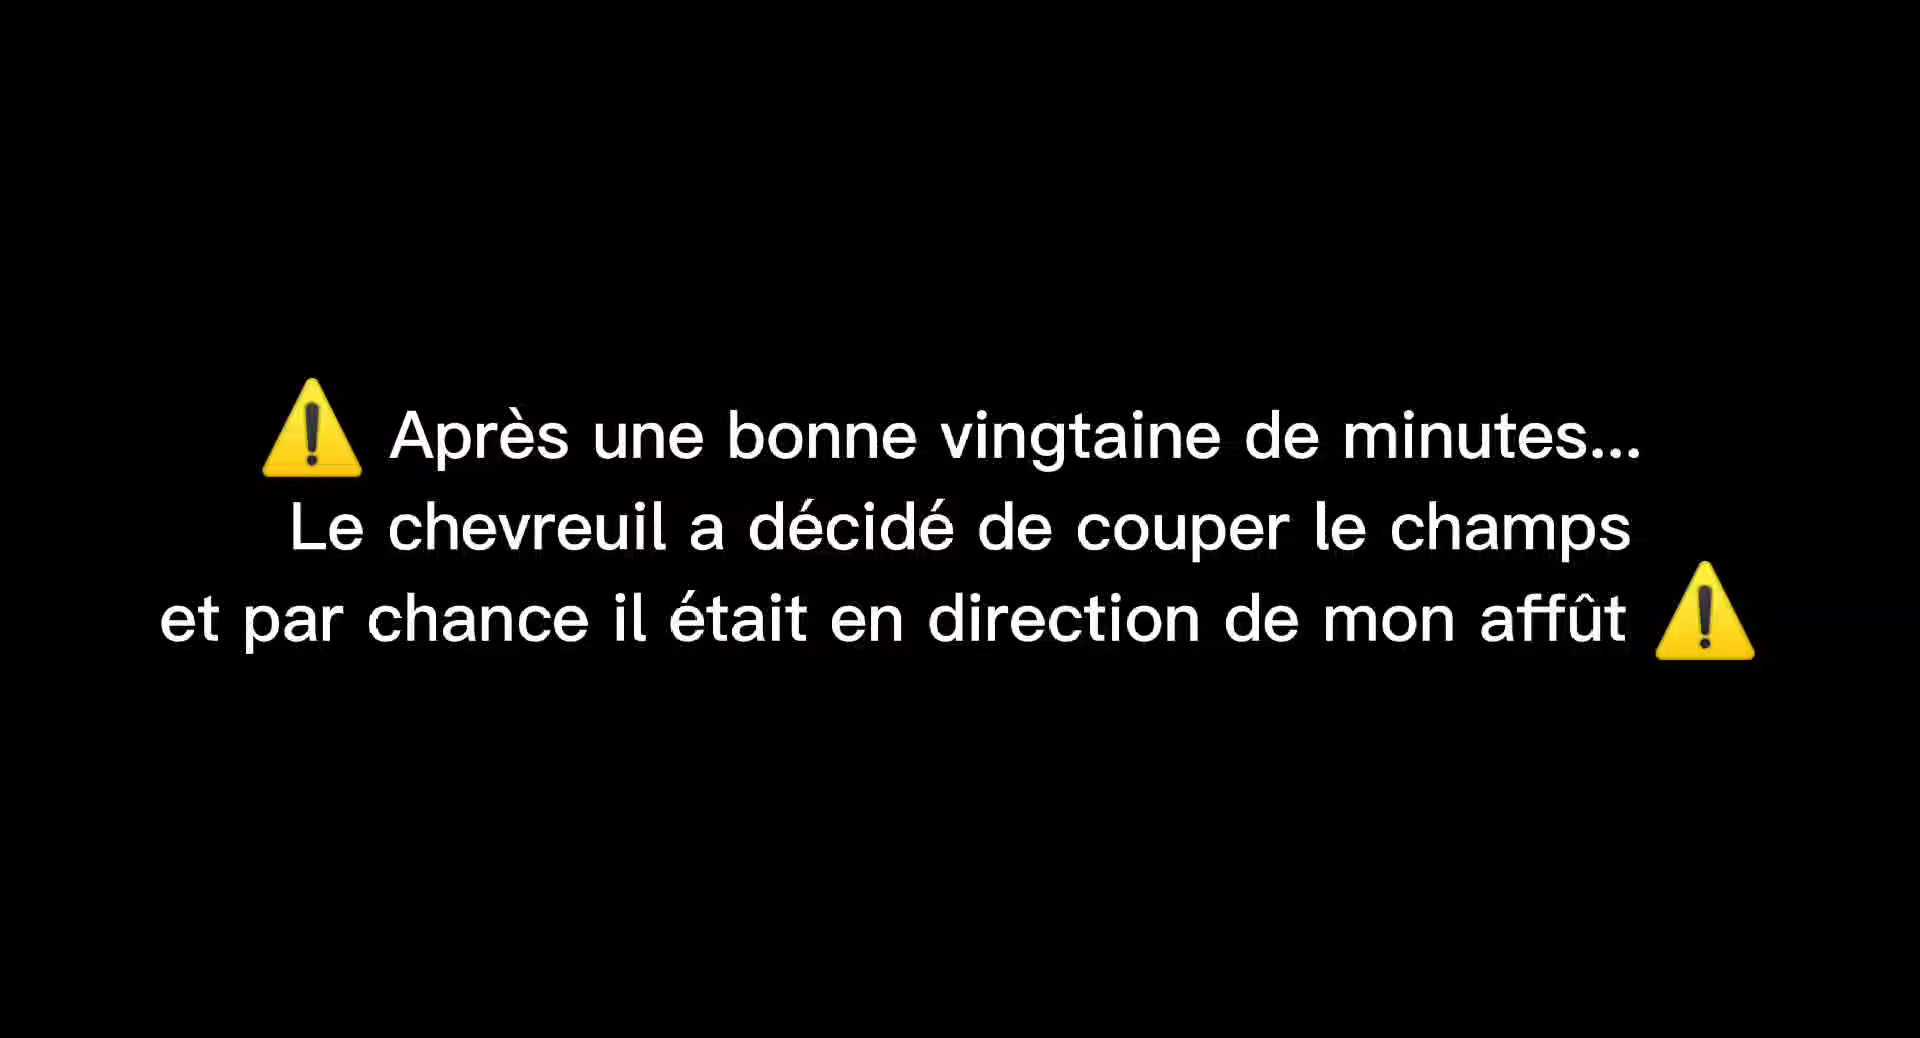 ⚠️ Après une bonne vingtaine de minutes...
Le chevreuil a décidé de couper le champs
et par chance il était en direction de mon affût ⚠️